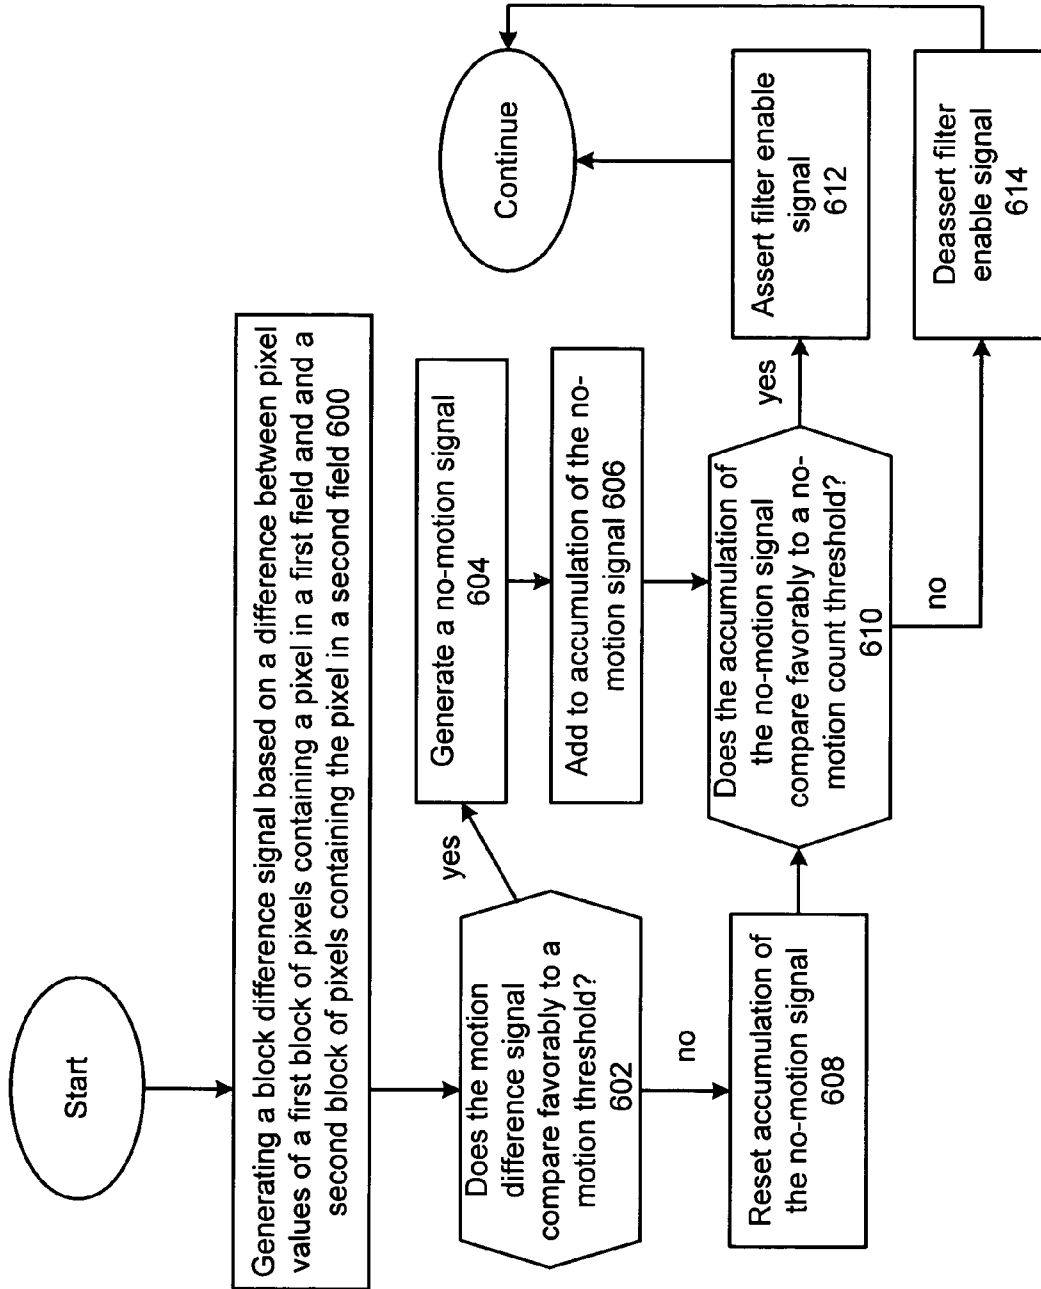 Start
Generating a block difference signal based on a difference between pixel
values of a first block of pixels containing a pixel in a first field and and a
second block of pixels containing the pixel in a second field 600
Does the motion
difference signal
compare favorably to a
motion threshold?
602
yes
no
Generate a no-motion signal
604
Add to accumulation of the no-
motion signal 606
Reset accumulation of
the no-motion signal
608
Does the accumulation of
the no-motion signal
compare favorably to a no-
motion count threshold?
610
yes
no
Assert filter enable
signal
612
Deassert filter
enable signal
614
Continue